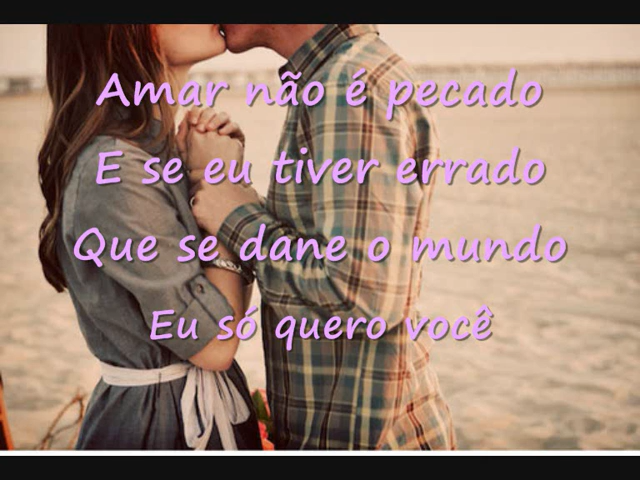 Amar não é pecado
E se eu tiver errado
Que se dane o mundo
Eu só quero você